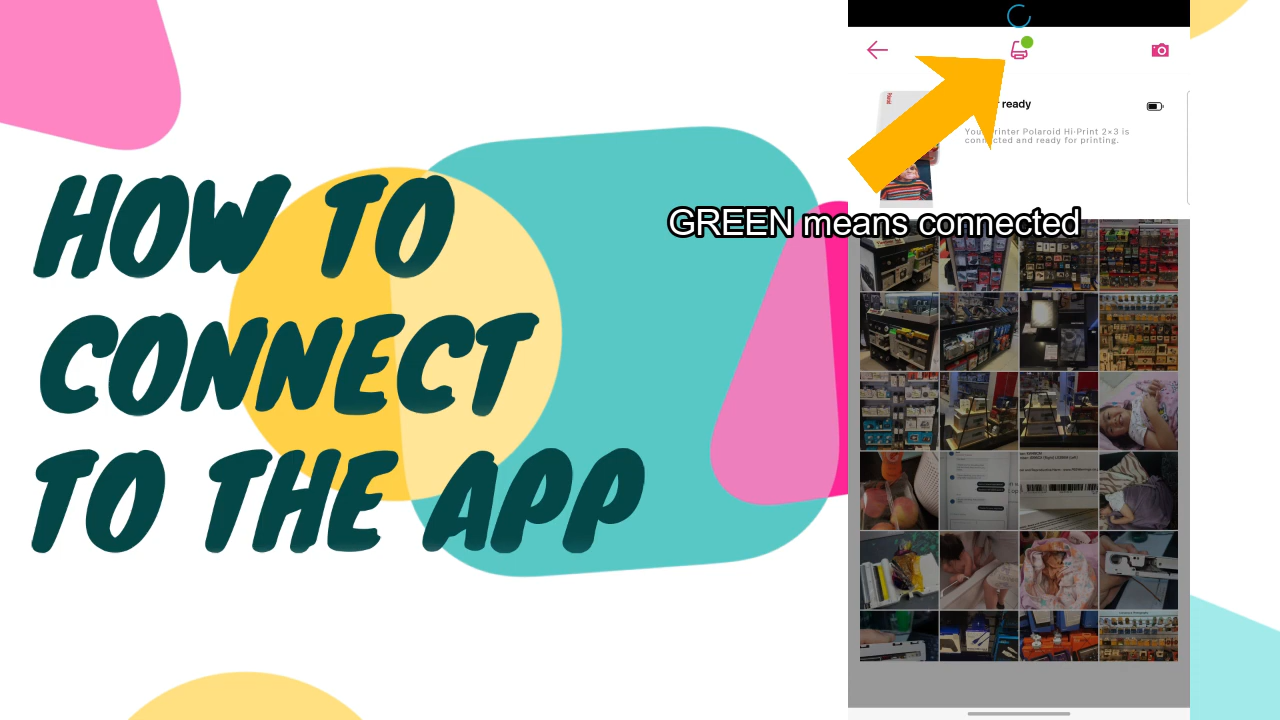 HOW TO
CONNECT
TO THE APP
ready
Your printer Polaroid Hi·Print 2×3 is
connected and ready for printing.
GREEN means connected